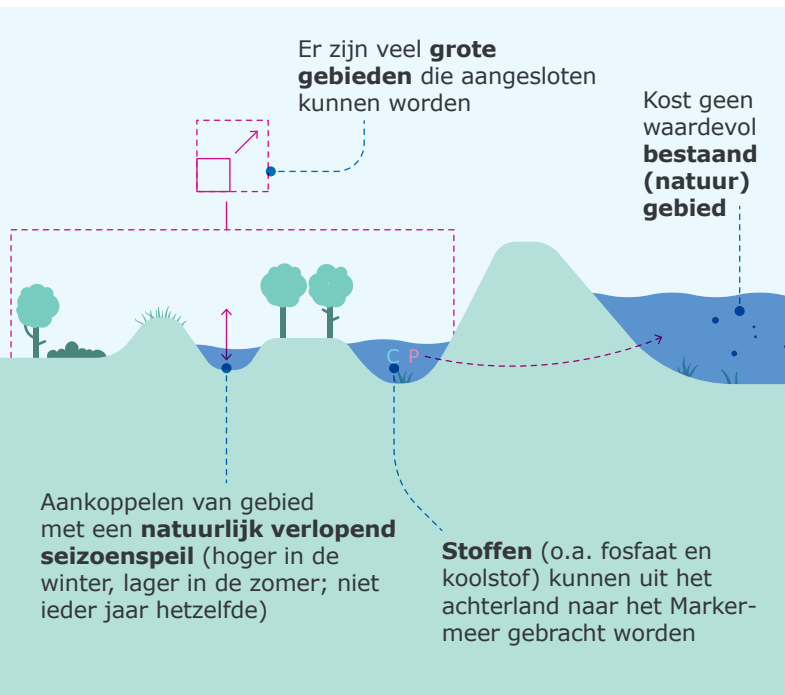 Er zijn veel grote
gebieden die aangesloten
kunnen worden
Kost geen
waardevol
bestaand
(natuur)
gebied
C P
Aankoppelen van gebied
met een natuurlijk verlopend
seizoenspeil (hoger in de
winter, lager in de zomer; niet
ieder jaar hetzelfde)
Stoffen (o.a. fosfaat en
koolstof) kunnen uit het
achterland naar het Marker-
meer gebracht worden